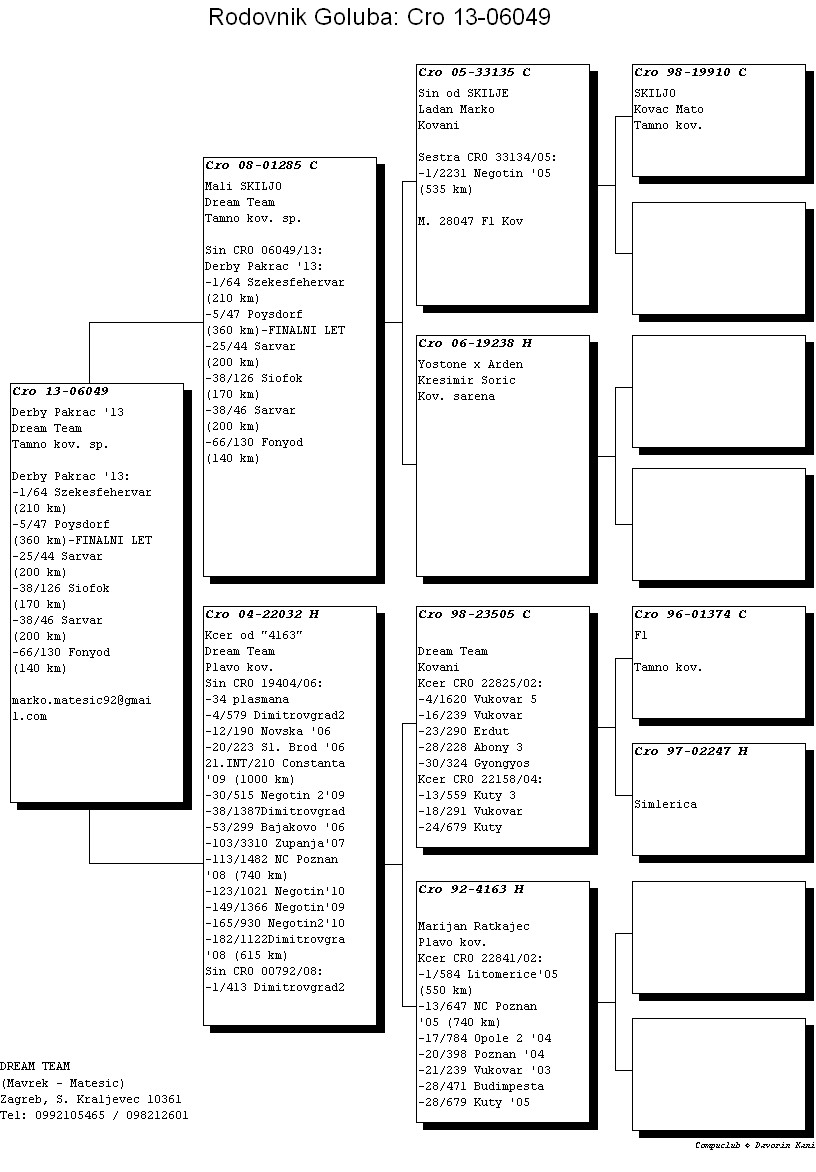 Rodovnik Goluba: Cro 13-06049
Cro 13-06049
Derby Pakrac '13
Dream Team
Tamno kov. sp.
Derby Pakrac '13:
-1/64 Szekesfehervar
(210 km)
-5/47 Poysdorf
(360 km)-FINALNI LET
-25/44 Sarvar
(200 km)
-38/126 Siofok
(170 km)
-38/46 Sarvar
(200 km)
-66/130 Fonyod
(140 km)
marko.matesic92@gmai
l.com
Cro 08-01285 C
Mali SKILJO
Dream Team
Tamno kov. sp.
Sin CRO 06049/13:
Derby Pakrac '13:
-1/64 Szekesfehervar
(210 km)
-5/47 Poysdorf
(360 km)-FINALNI LET
-25/44 Sarvar
(200 km)
-38/126 Siofok
(170 km)
-38/46 Sarvar
(200 km)
-66/130 Fonyod
(140 km)
Cro 04-22032 H
Kcer od "4163"
Dream Team
Plavo kov.
Sin CRO 19404/06:
-34 plasmana
-4/579 Dimitrovgrad2
-12/190 Novska '06
-20/223 Sl. Brod '06
21.INT/210 Constanta
'09 (1000 km)
-30/515 Negotin 2'09
-38/1387Dimitrovgrad
-53/299 Bajakovo '06
-103/3310 Zupanja'07
-113/1482 NC Poznan
'08 (740 km)
-123/1021 Negotin'10
-149/1366 Negotin'09
-165/930 Negotin2'10
-182/1122Dimitrovgra
'08 (615 km)
Sin CRO 00792/08:
-1/413 Dimitrovgrad2
Cro 05-33135 C
Sin od SKILJE
Ladan Marko
Kovani
Sestra CRO 33134/05:
-1/2231 Negotin '05
(535 km)
M. 28047 Fl Kov
Cro 06-19238 H
Yostone x Arden
Kresimir Soric
Kov. sarena
Cro 98-23505 C
Dream Team
Kovani
Kcer CRO 22825/02:
-4/1620 Vukovar 5
-16/239 Vukovar
-23/290 Erdut
-28/228 Abony 3
-30/324 Gyongyos
Kcer CRO 22158/04:
-13/559 Kuty 3
-18/291 Vukovar
-24/679 Kuty
Cro 92-4163 H
Marijan Ratkajec
Plavo kov.
Kcer CRO 22841/02:
-1/584 Litomerice'05
(550 km)
-13/647 NC Poznan
'05 (740 km)
-17/784 Opole 2 '04
-20/398 Poznan '04
-21/239 Vukovar '03
-28/471 Budimpesta
-28/679 Kuty '05
Cro 98-19910 C
SKILJO
Kovac Mato
Tamno kov.
Cro 96-01374 C
Fl
Tamno kov.
Cro 97-02247 H
Simlerica
DREAM TEAM
(Mavrek - Matesic)
Zagreb, S. Kraljevec 10361
Tel: 0992105465 / 098212601
Compuclub © Davorin Kani